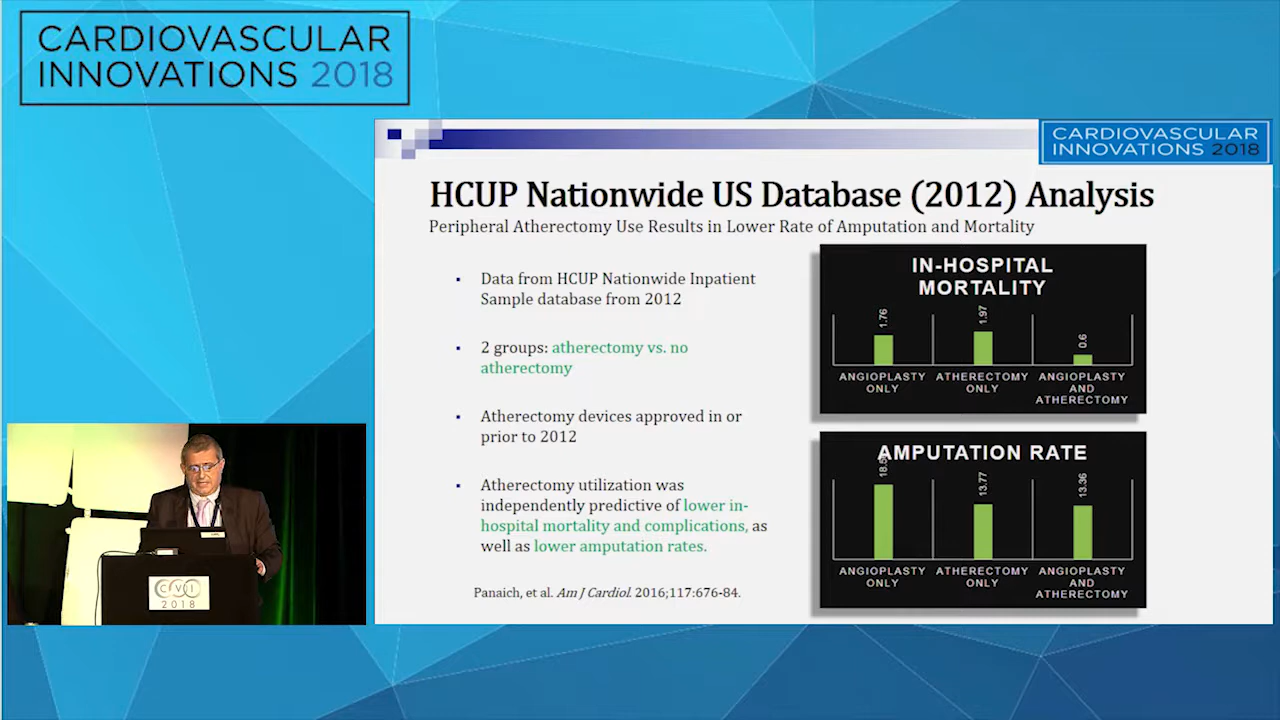 CARDIOVASCULAR
INNOVATIONS 2018
CARDIOVASCULAR
INNOVATIONS 2018
HCUP Nationwide US Database (2012) Analysis
Peripheral Atherectomy Use Results in Lower Rate of Amputation and Mortality
▪ Data from HCUP Nationwide Inpatient
Sample database from 2012
▪ 2 groups: atherectomy vs. no
atherectomy
▪ Atherectomy devices approved in or
prior to 2012
▪ Atherectomy utilization was
independently predictive of lower in-
hospital mortality and complications, as
well as lower amputation rates.
Panaich, et al. Am J Cardiol. 2016;117:676-84.
IN-HOSPITAL
MORTALITY
1.76
1.97
0.6
ANGIOPLASTY
ONLY
ATHERECTOMY
ONLY
ANGIOPLASTY
AND
ATHERECTOMY
AMPUTATION RATE
13.77
13.36
ANGIOPLASTY
ONLY
ATHERECTOMY
ONLY
ANGIOPLASTY
AND
ATHERECTOMY
CVI
2018